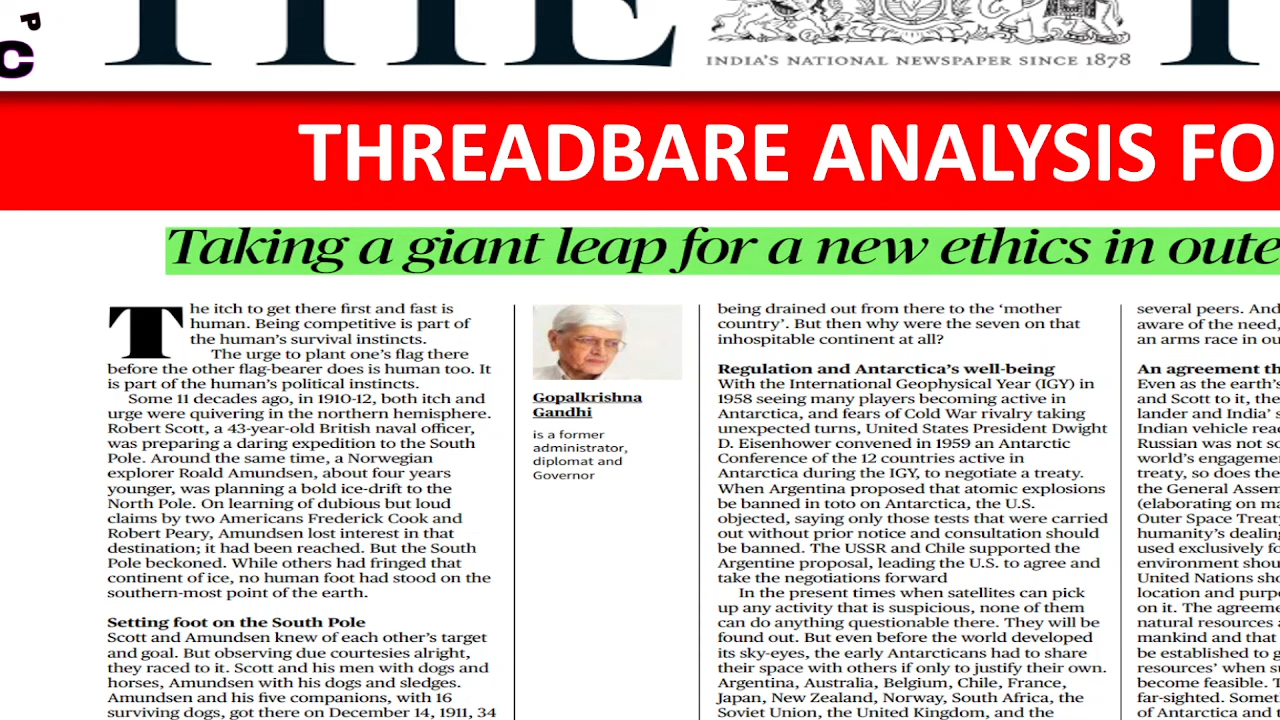 P
C
THE
INDIA'S NATIONAL NEWSPAPER SINCE 1878
THREADBARE ANALYSIS FO
Taking a giant leap for a new ethics in oute
The itch to get there first and fast is
human. Being competitive is part of
the human's survival instincts.
The urge to plant one's flag there
before the other flag-bearer does is human too. It
is part of the human's political instincts.
Some 11 decades ago, in 1910-12, both itch and
urge were quivering in the northern hemisphere.
Robert Scott, a 43-year-old British naval officer,
was preparing a daring expedition to the South
Pole. Around the same time, a Norwegian
explorer Roald Amundsen, about four years
younger, was planning a bold ice-drift to the
North Pole. On learning of dubious but loud
claims by two Americans Frederick Cook and
Robert Peary, Amundsen lost interest in that
destination; it had been reached. But the South
Pole beckoned. While others had fringed that
continent of ice, no human foot had stood on the
southern-most point of the earth.
Setting foot on the South Pole
Scott and Amundsen knew of each other's target
and goal. But observing due courtesies alright,
they raced to it. Scott and his men with dogs and
horses, Amundsen with his dogs and sledges.
Amundsen and his five companions, with 16
surviving dogs, got there on December 14, 1911, 34
Gopalkrishna
Gandhi
is a former
administrator,
diplomat and
Governor
being drained out from there to the 'mother
country'. But then why were the seven on that
inhospitable continent at all?
Regulation and Antarctica's well-being
With the International Geophysical Year (IGY) in
1958 seeing many players becoming active in
Antarctica, and fears of Cold War rivalry taking
unexpected turns, United States President Dwight
D. Eisenhower convened in 1959 an Antarctic
Conference of the 12 countries active in
Antarctica during the IGY, to negotiate a treaty.
When Argentina proposed that atomic explosions
be banned in toto on Antarctica, the U.S.
objected, saying only those tests that were carried
out without prior notice and consultation should
be banned. The USSR and Chile supported the
Argentine proposal, leading the U.S. to agree and
take the negotiations forward
In the present times when satellites can pick
up any activity that is suspicious, none of them
can do anything questionable there. They will be
found out. But even before the world developed
its sky-eyes, the early Antarcticans had to share
their space with others if only to justify their own.
Argentina, Australia, Belgium, Chile, France,
Japan, New Zealand, Norway, South Africa, the
Soviet Union, the United Kingdom, and the
several peers. And
aware of the need,
an arms race in ou
An agreement th
Even as the earth's
and Scott to it, the
lander and India' s
Indian vehicle reac
Russian was not so
world's engageme
treaty, so does the
the General Assem
(elaborating on ma
Outer Space Treaty
humanity's dealing
used exclusively fo
environment shou
United Nations sho
location and purpo
on it. The agreeme
natural resources a
mankind and that
be established to g
resources' when su
become feasible. T
far-sighted. Somet
of Antarctica and t